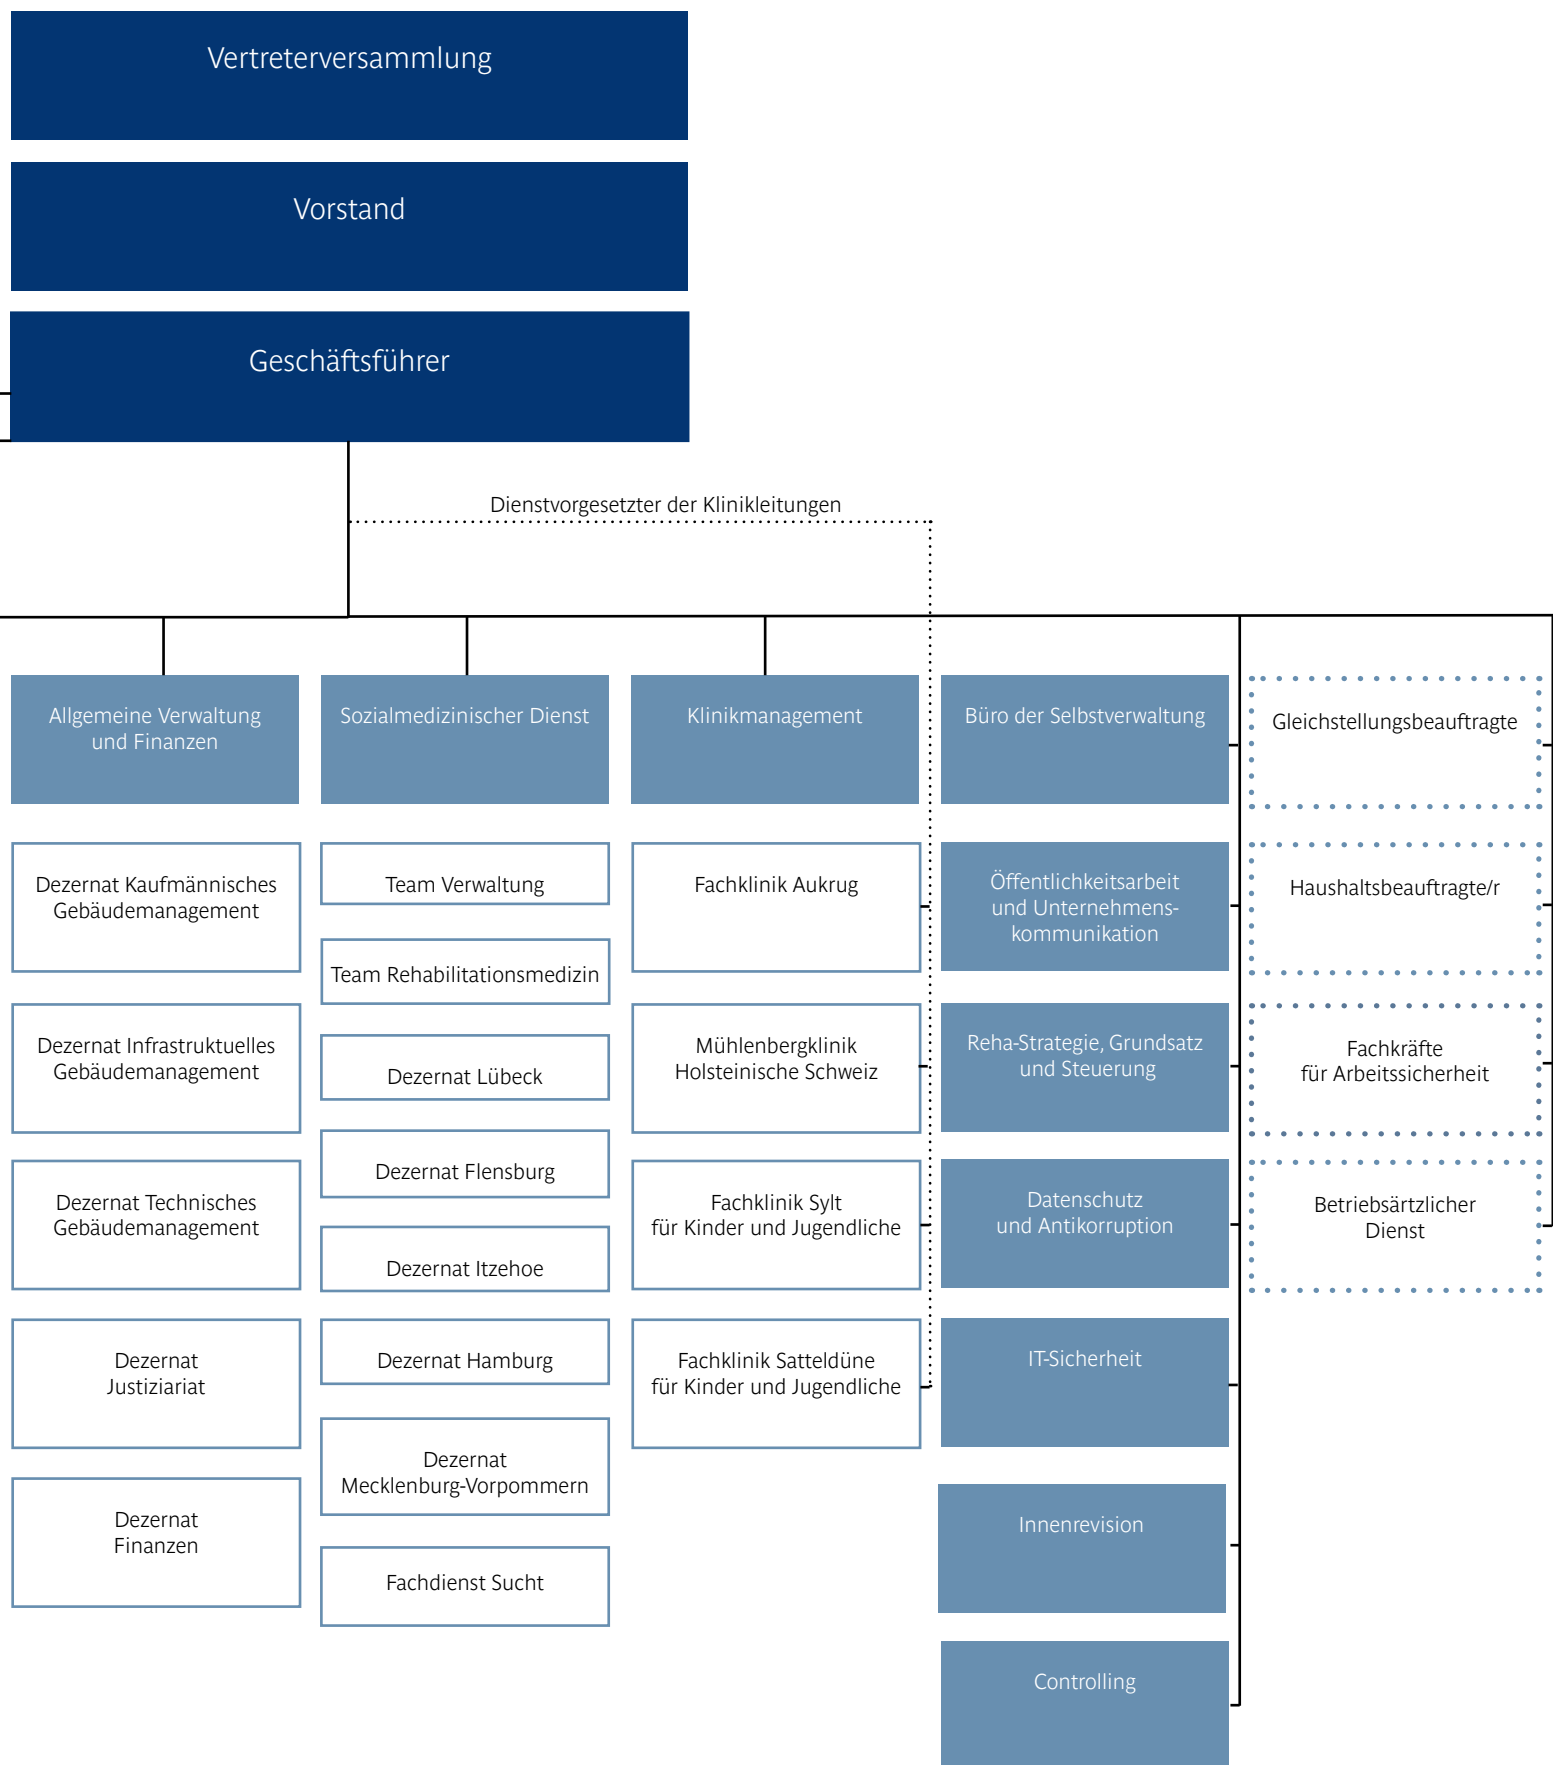 Vertreterversammlung
Vorstand
Geschäftsführer
Dienstvorgesetzter der Klinikleitungen
Allgemeine Verwaltung
und Finanzen
Dezernat Kaufmännisches
Gebäudemanagement
Dezernat Infrastruktuelles
Gebäudemanagement
Dezernat Technisches
Gebäudemanagement
Dezernat
Justiziariat
Dezernat
Finanzen
Sozialmedizinischer Dienst
Team Verwaltung
Team Rehabilitationsmedizin
Dezernat Lübeck
Dezernat Flensburg
Dezernat Itzehoe
Dezernat Hamburg
Dezernat
Mecklenburg-Vorpommern
Fachdienst Sucht
Klinikmanagement
Fachklinik Aukrug
Mühlenbergklinik
Holsteinische Schweiz
Fachklinik Sylt
für Kinder und Jugendliche
Fachklinik Satteldüne
für Kinder und Jugendliche
Büro der Selbstverwaltung
Öffentlichkeitsarbeit
und Unternehmens-
kommunikation
Reha-Strategie, Grundsatz
und Steuerung
Datenschutz
und Antikorruption
IT-Sicherheit
Innenrevision
Controlling
Gleichstellungsbeauftragte
Haushaltsbeauftragte/r
Fachkräfte
für Arbeitssicherheit
Betriebsärtzlicher
Dienst